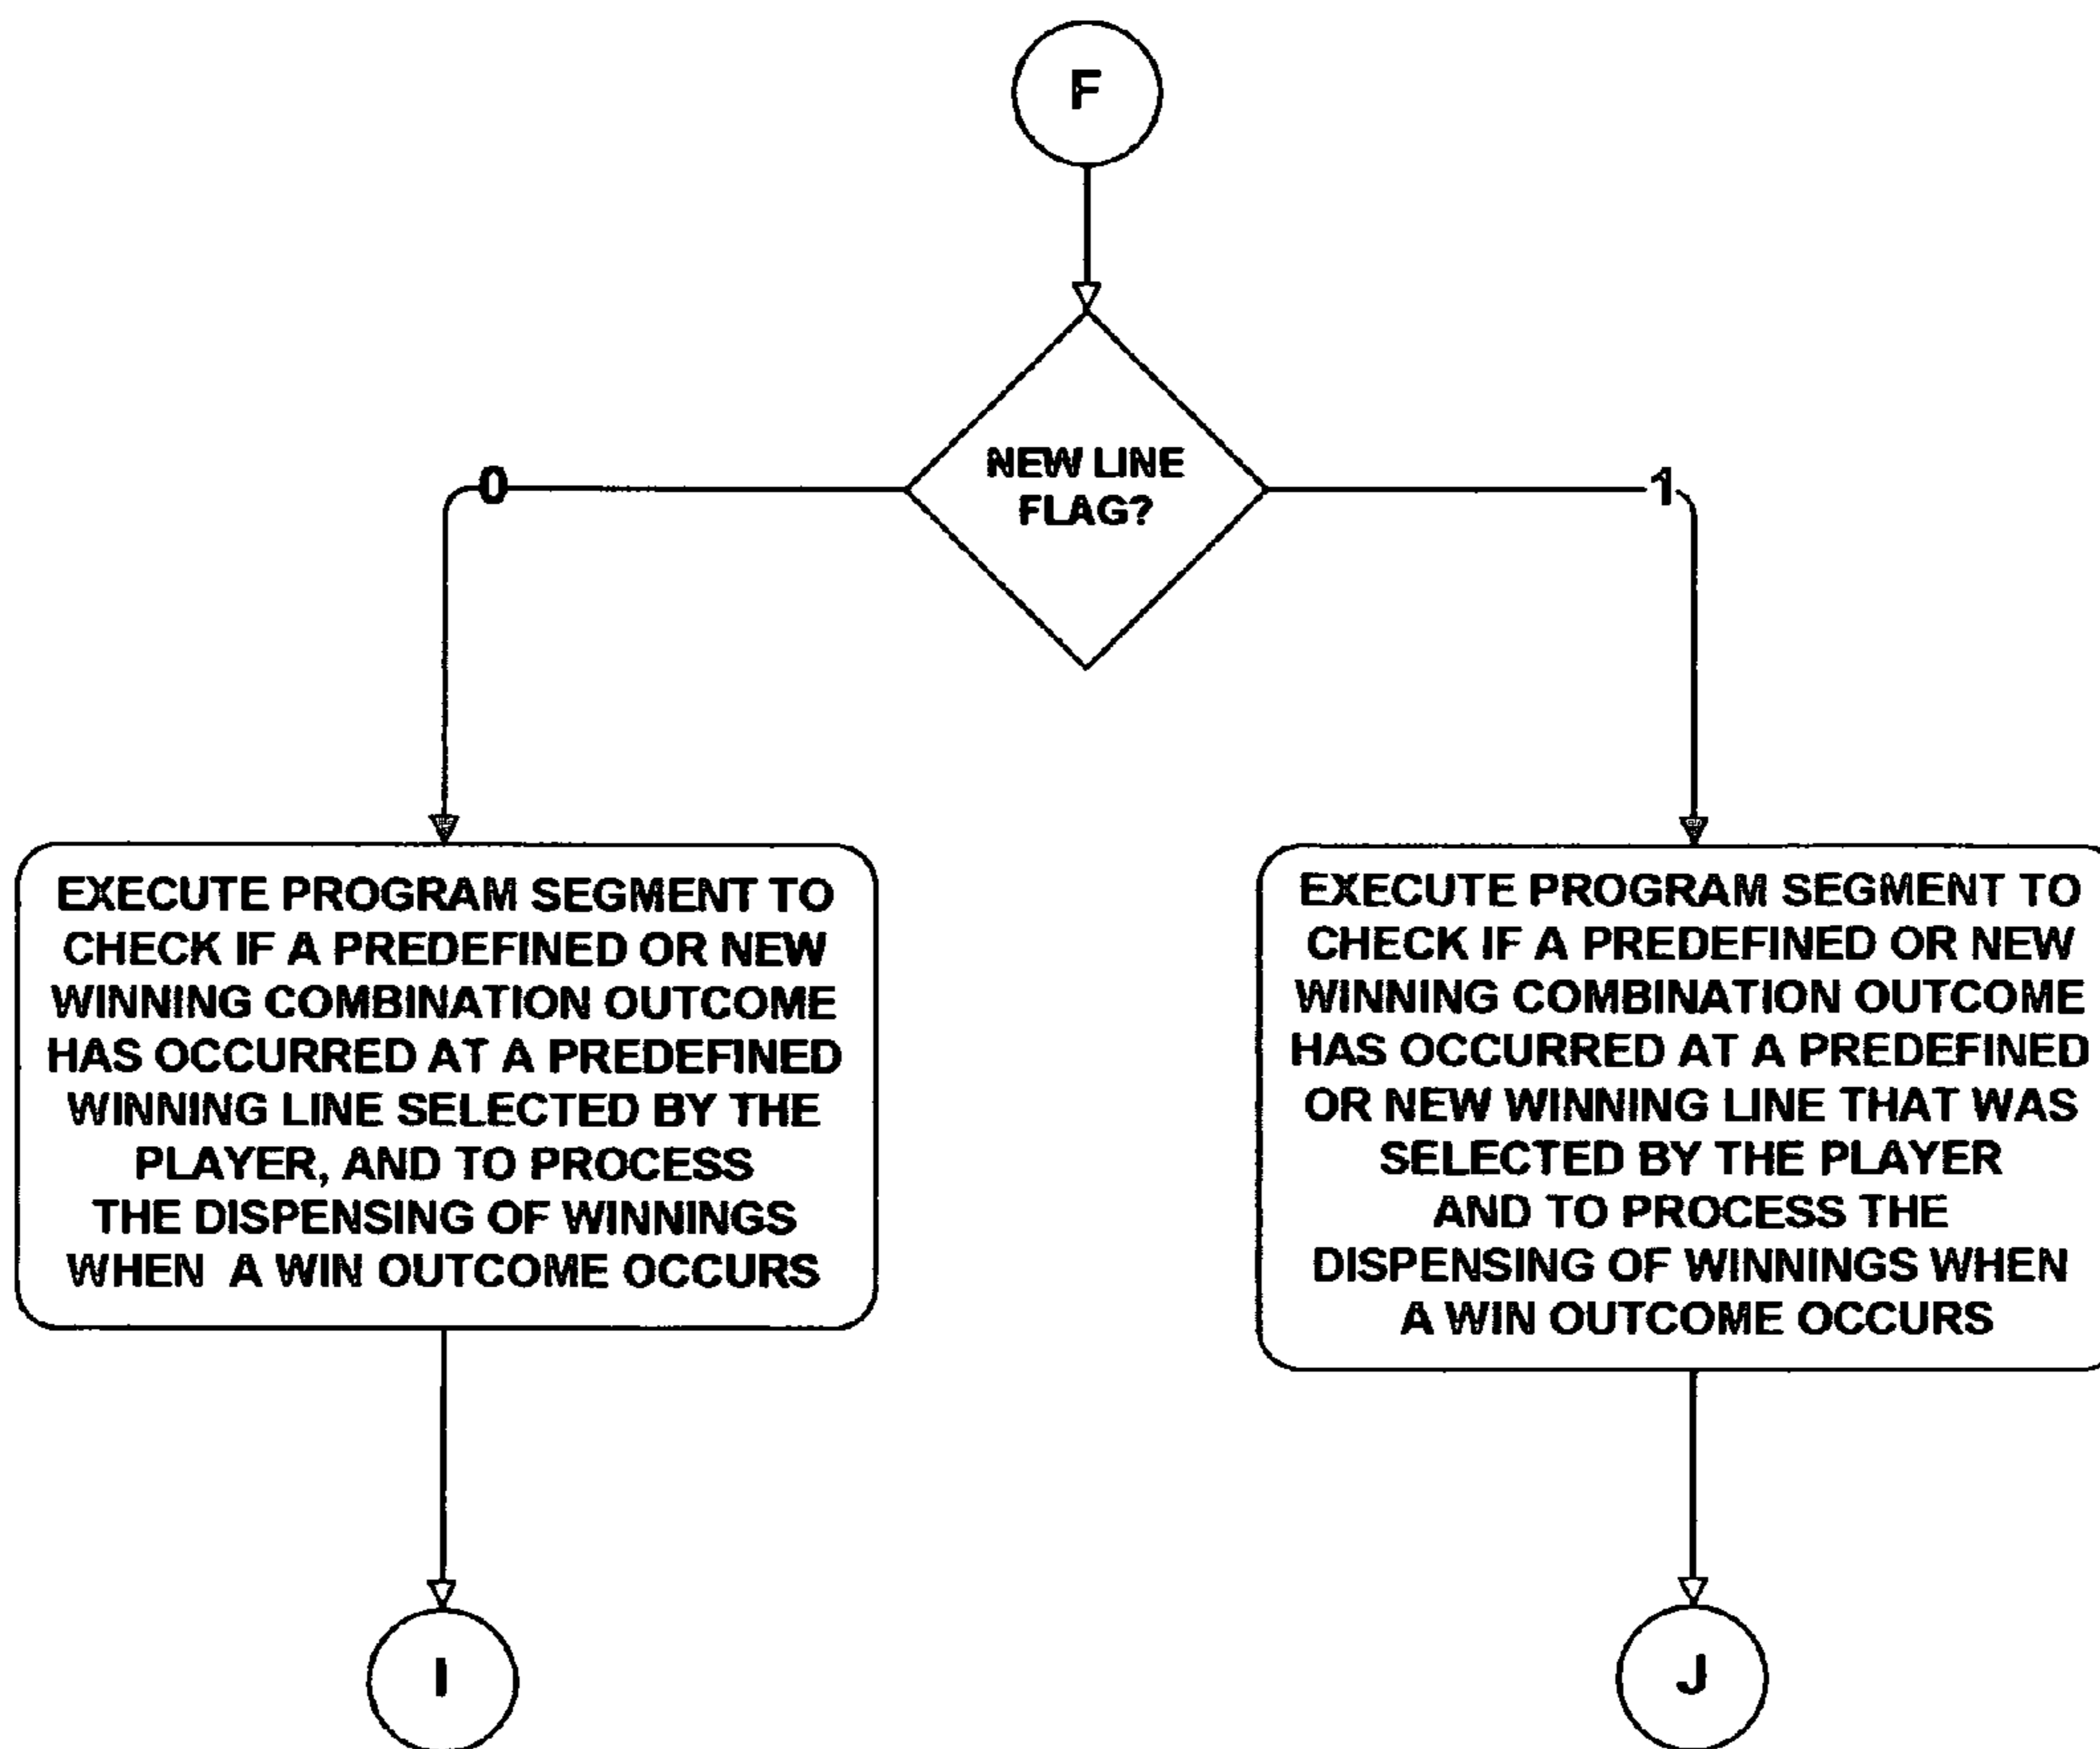 F
NEW LINE
FLAG?
0
1
EXECUTE PROGRAM SEGMENT TO
CHECK IF A PREDEFINED OR NEW
WINNING COMBINATION OUTCOME
HAS OCCURRED AT A PREDEFINED
WINNING LINE SELECTED BY THE
PLAYER, AND TO PROCESS
THE DISPENSING OF WINNINGS
WHEN A WIN OUTCOME OCCURS
EXECUTE PROGRAM SEGMENT TO
CHECK IF A PREDEFINED OR NEW
WINNING COMBINATION OUTCOME
HAS OCCURRED AT A PREDEFINED
OR NEW WINNING LINE THAT WAS
SELECTED BY THE PLAYER
AND TO PROCESS THE
DISPENSING OF WINNINGS WHEN
A WIN OUTCOME OCCURS
I
J